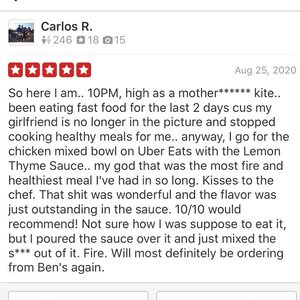 Carlos R.
246 18 15
Aug 25, 2020
So here I am.. 10PM, high as a mother****** kite..
been eating fast food for the last 2 days cus my
girlfriend is no longer in the picture and stopped
cooking healthy meals for me.. anyway, I go for the
chicken mixed bowl on Uber Eats with the Lemon
Thyme Sauce.. my god that was the most fire and
healthiest meal I've had in so long. Kisses to the
chef. That shit was wonderful and the flavor was
just outstanding in the sauce. 10/10 would
recommend! Not sure how I was supposed to eat it,
but I poured the sauce over it and just mixed the
s*** out of it. Fire. Will most definitely be ordering
from Ben's again.